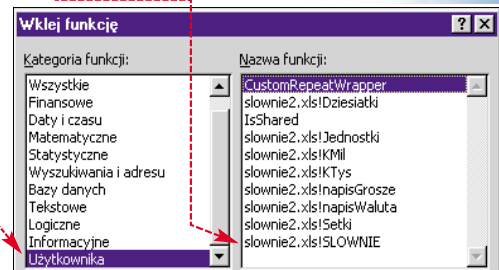 Wklej funkcję
Kategoria funkcji:
Wszystkie
Finansowe
Daty i czasu
Matematyczne
Statystyczne
Wyszukiwania i adresu
Bazy danych
Tekstowe
Logiczne
Informacyjne
Użytkownika
Nazwa funkcji:
CustomRepeatWrapper
slownie2.xls!Dziesiatki
IsShared
slownie2.xls!Jednostki
slownie2.xls!KMil
slownie2.xls!KTys
slownie2.xls!napisGrosze
slownie2.xls!napisWaluta
slownie2.xls!Setki
slownie2.xls!SLOWNIE